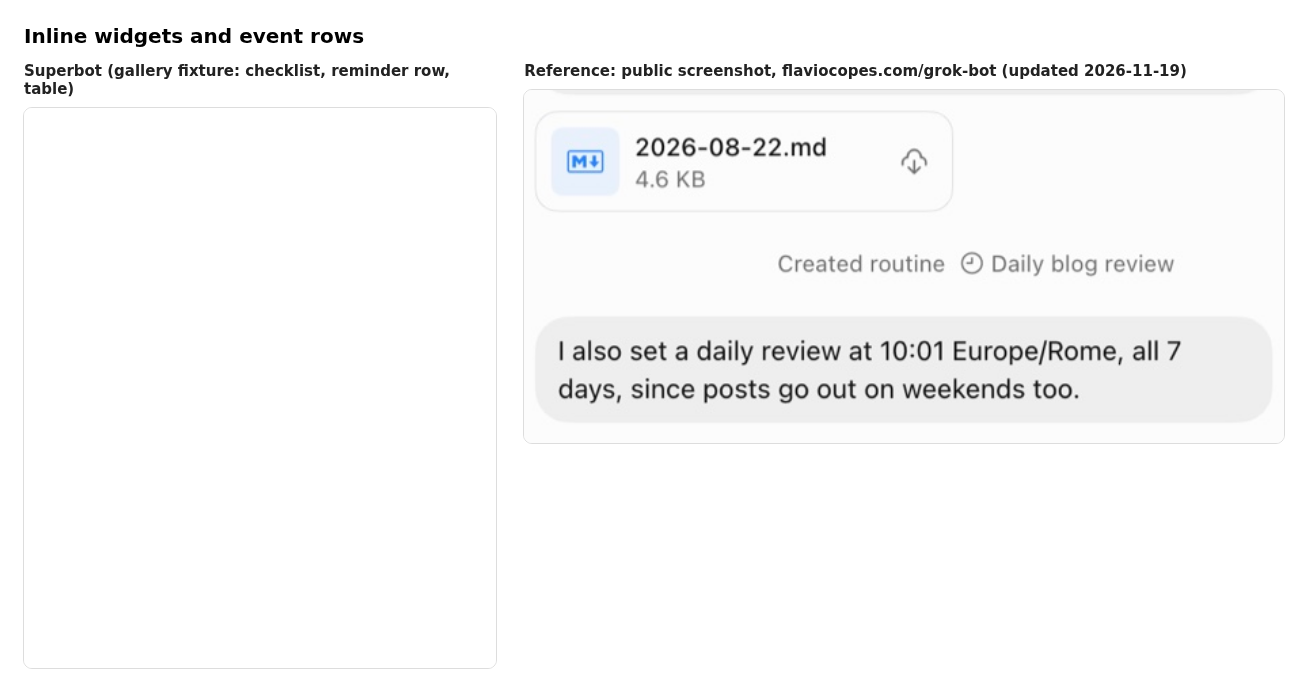 Inline widgets and event rows
Superbot (gallery fixture: checklist, reminder row,
table)
Reference: public screenshot, flaviocopes.com/grok-bot (updated 2026-11-19)
M
2026-08-22.md
4.6 KB
Created routine Daily blog review
I also set a daily review at 10:01 Europe/Rome, all 7
days, since posts go out on weekends too.